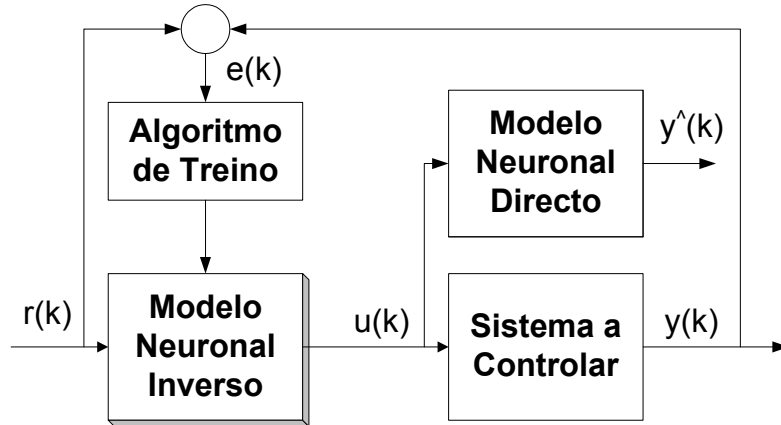 e(k)
Algoritmo
de Treino
Modelo
Neuronal
Directo
y^(k)
r(k)
Modelo
Neuronal
Inverso
u(k)
Sistema a
Controlar
y(k)